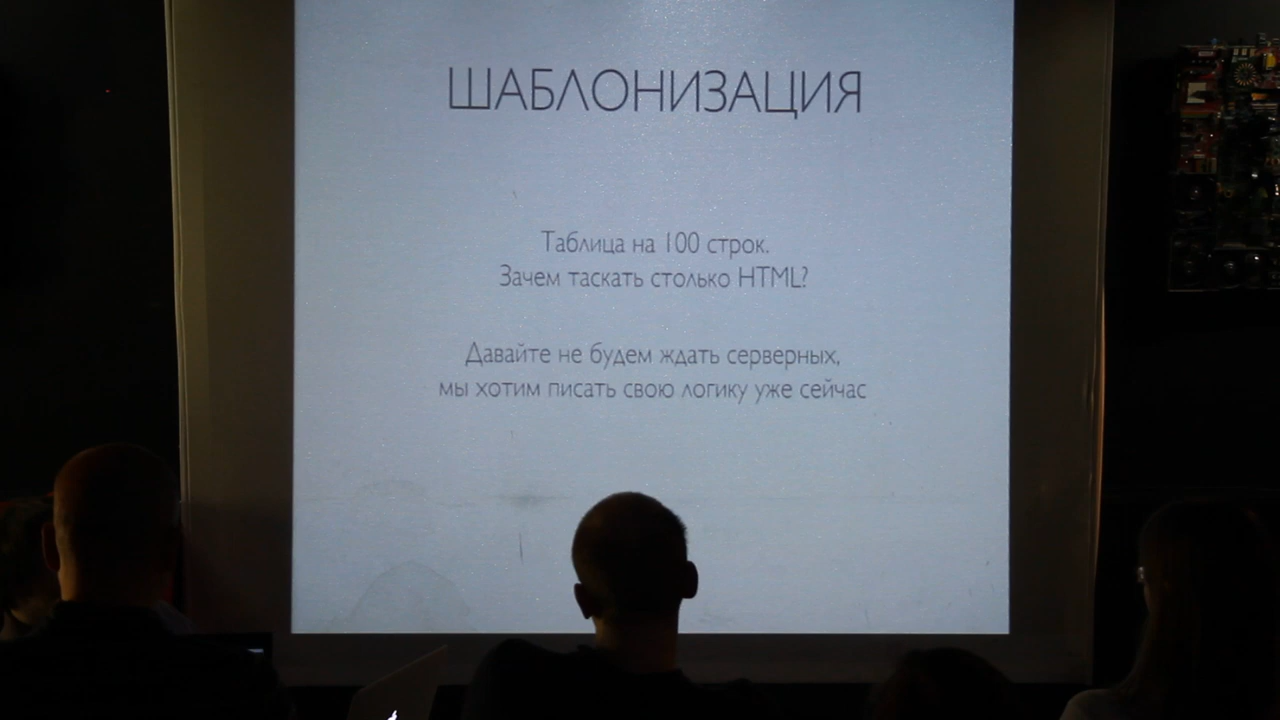 ШАБЛОНИЗАЦИЯ
Таблица на 100 строк.
Зачем таскать столько HTML?
Давайте не будем ждать серверных,
мы хотим писать свою логику уже сейчас